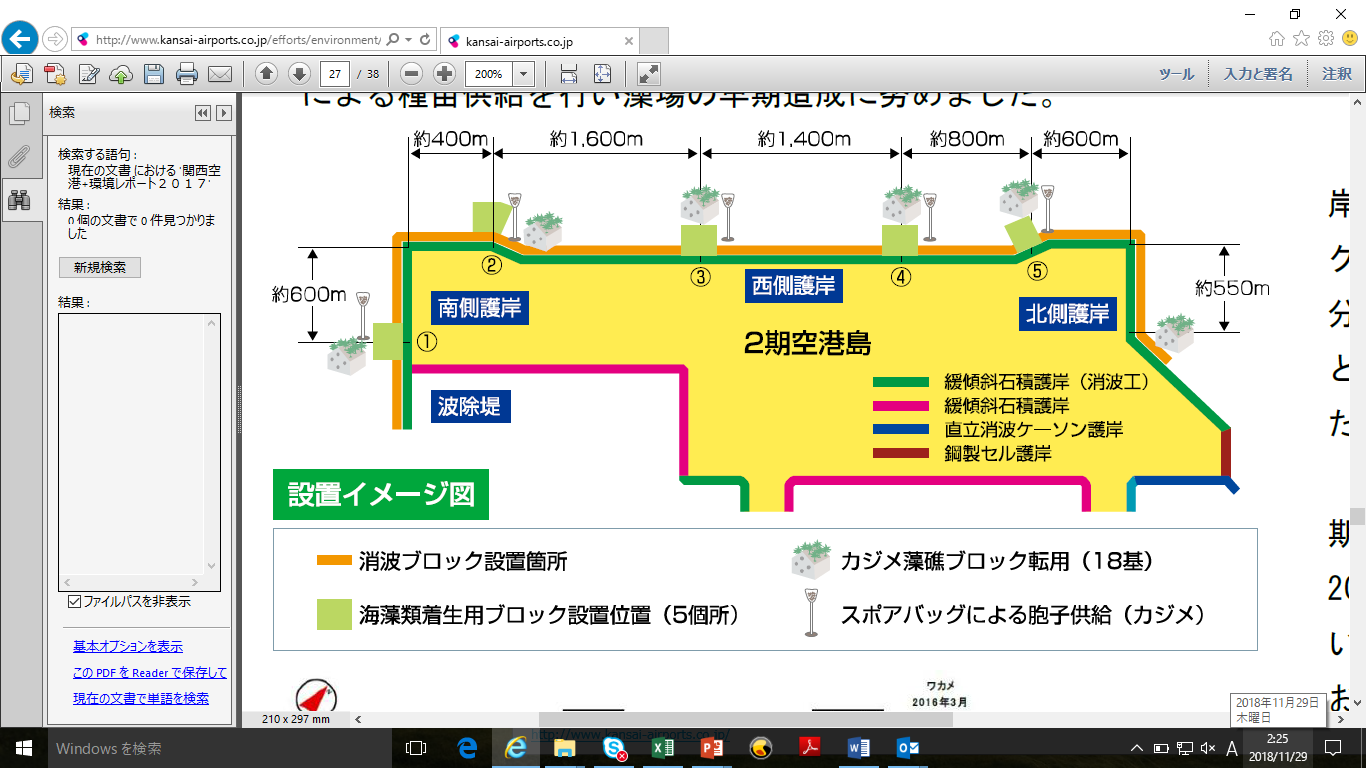 http://www.kansai-airports.co.jp/efforts/environment/
kansai-airports.co.jp
27 / 38
200%
ツール
入力と署名
注釈
検索
検索する語句 :
現在の文書 における '関西空
港+環境レポート２０１７'
結果 :
0 個の文書で 0 件見つかりま
した
新規検索
結果 :
ファイルパスを非表示
基本オプションを表示
この PDF を Reader で保存して
現在の文書で単語を検索
による種苗供給を行い藻場の早期造成に努めました。
約400m
約1,600m
約1,400m
約800m
約600m
②
③
④
⑤
約600m
①
約550m
南側護岸
西側護岸
北側護岸
2期空港島
波除堤
緩傾斜石積護岸（消波工）
緩傾斜石積護岸
直立消波ケーソン護岸
鋼製セル護岸
設置イメージ図
消波ブロック設置箇所
カジメ藻礁ブロック転用（18基）
海藻類着生用ブロック設置位置（5個所）
スポアバッグによる胞子供給（カジメ）
岸
ク
分
と
た
期
い
お
ワカメ
2016年3月
210 x 297 mm
2018年11月29日
木曜日
http://www.kansai-airports.co.jp/
Windows を検索
A
2:25
2018/11/29